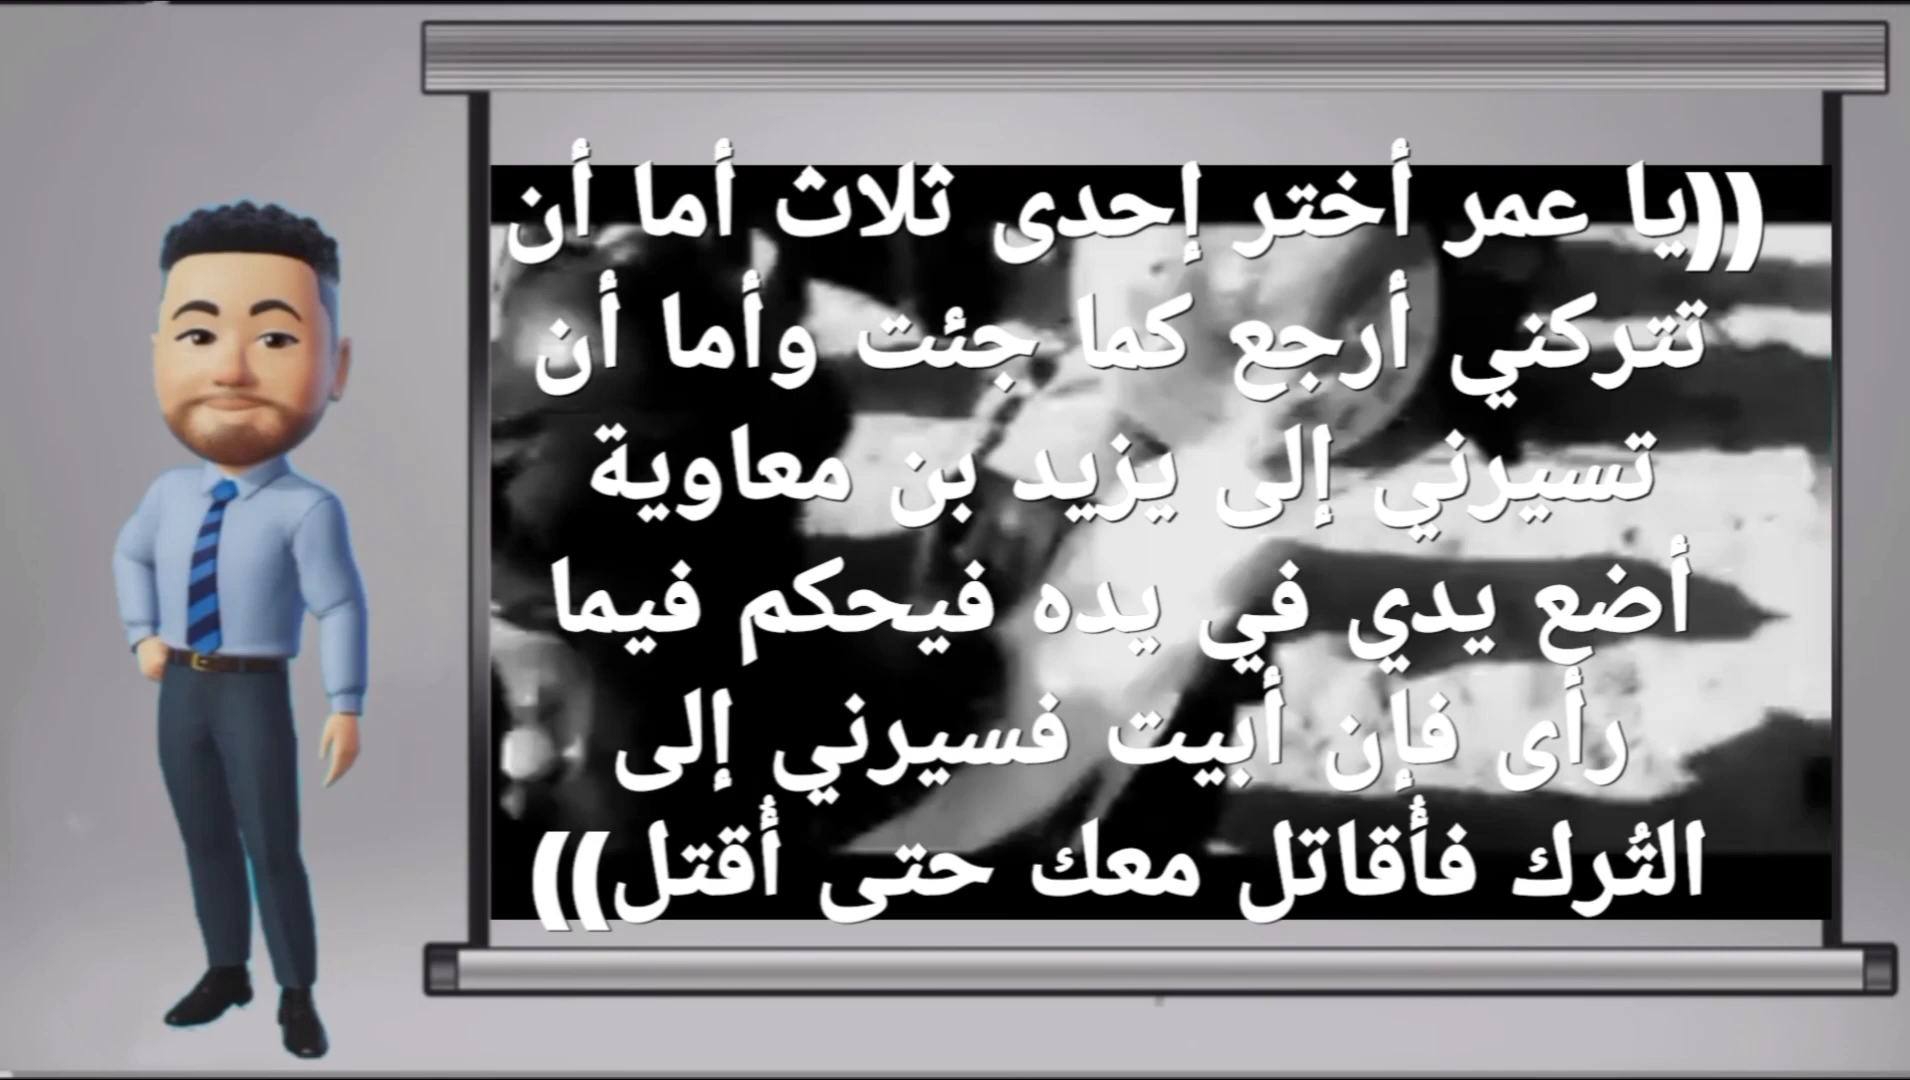 ((يا عمر أختر إحدى ثلاث أما أن
تتركني أرجع كما جئت وأما أن
تسيرني إلى يزيد بن معاوية
أضع يدي في يده فيحكم فيما
رأى فإن أبيت فسيرني إلى
التُرك فأُقاتل معك حتى أُقتل))